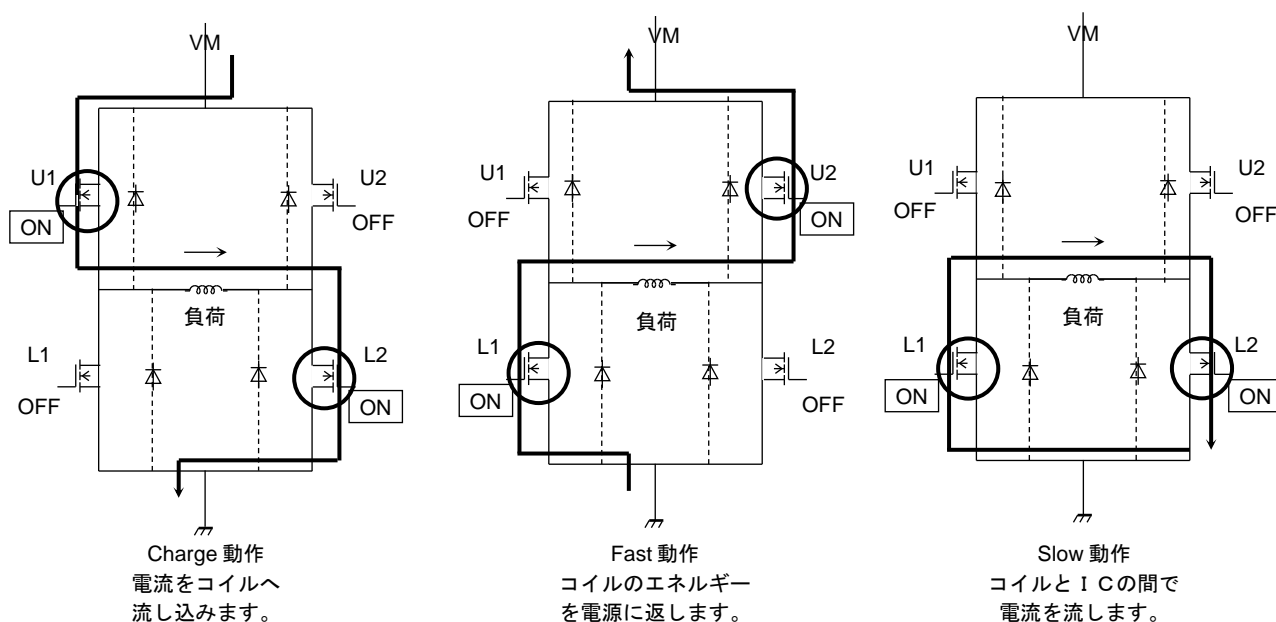 VM
U1
U2
ON
OFF
負荷
L1
L2
OFF
ON
Charge 動作
電流をコイルへ
流し込みます。
VM
U1
U2
OFF
ON
負荷
L1
L2
ON
OFF
Fast 動作
コイルのエネルギー
を電源に返します。
VM
U1
U2
OFF
OFF
負荷
L1
L2
ON
ON
Slow 動作
コイルとＩＣの間で
電流を流します。